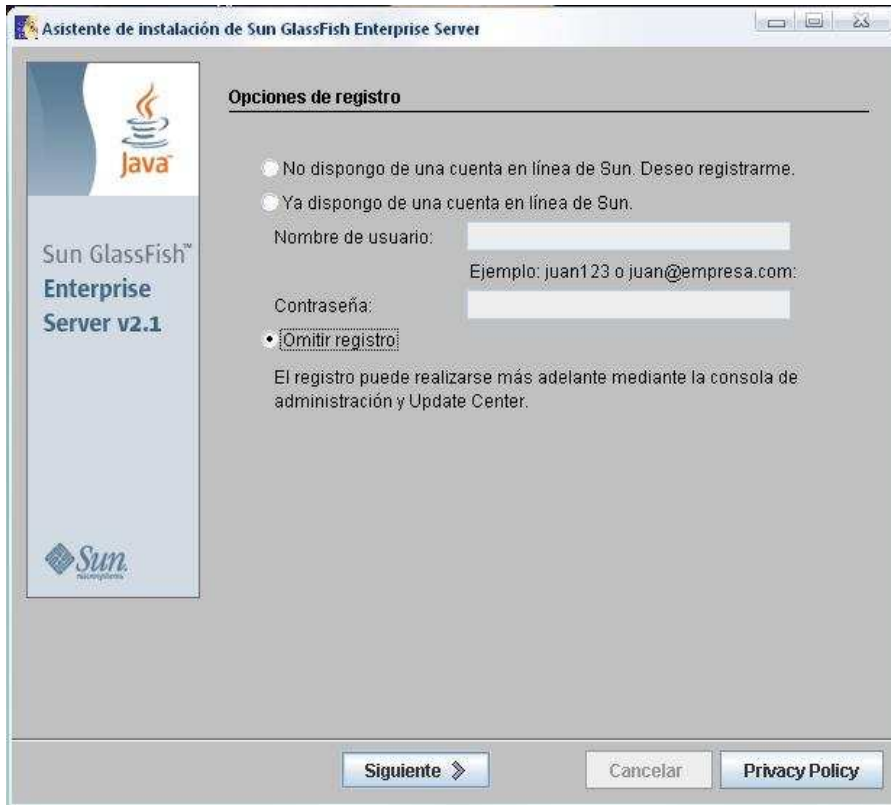 Asistente de instalación de Sun GlassFish Enterprise Server
Java
Sun GlassFish™
Enterprise
Server v2.1
Sun
microsystems
Opciones de registro
No dispongo de una cuenta en línea de Sun. Deseo registrarme.
Ya dispongo de una cuenta en línea de Sun.
Nombre de usuario:
Ejemplo: juan123 o juan@empresa.com:
Contraseña:
Omitir registro
El registro puede realizarse más adelante mediante la consola de
administración y Update Center.
Siguiente
Cancelar
Privacy Policy